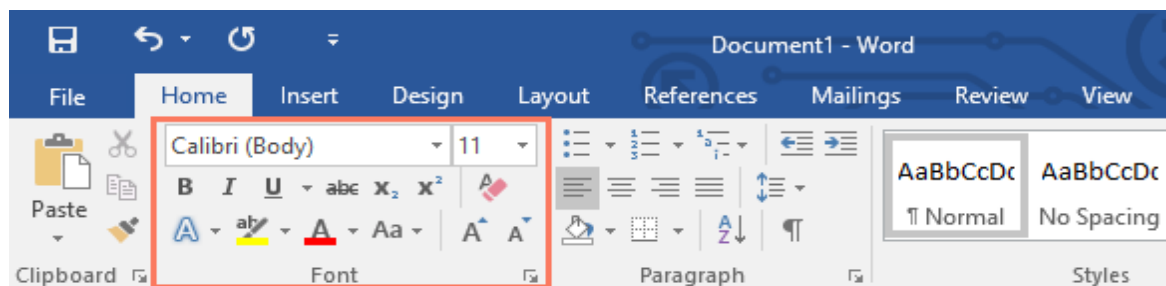 Document1 - Word
File Home Insert Design Layout References Mailings Review View
Calibri (Body) 11
AaBbCcDc AaBbCcDc
B I U abc X₂ X²
Paste
¶ Normal No Spacing
A aby A Aa A A
Clipboard Font Paragraph Styles